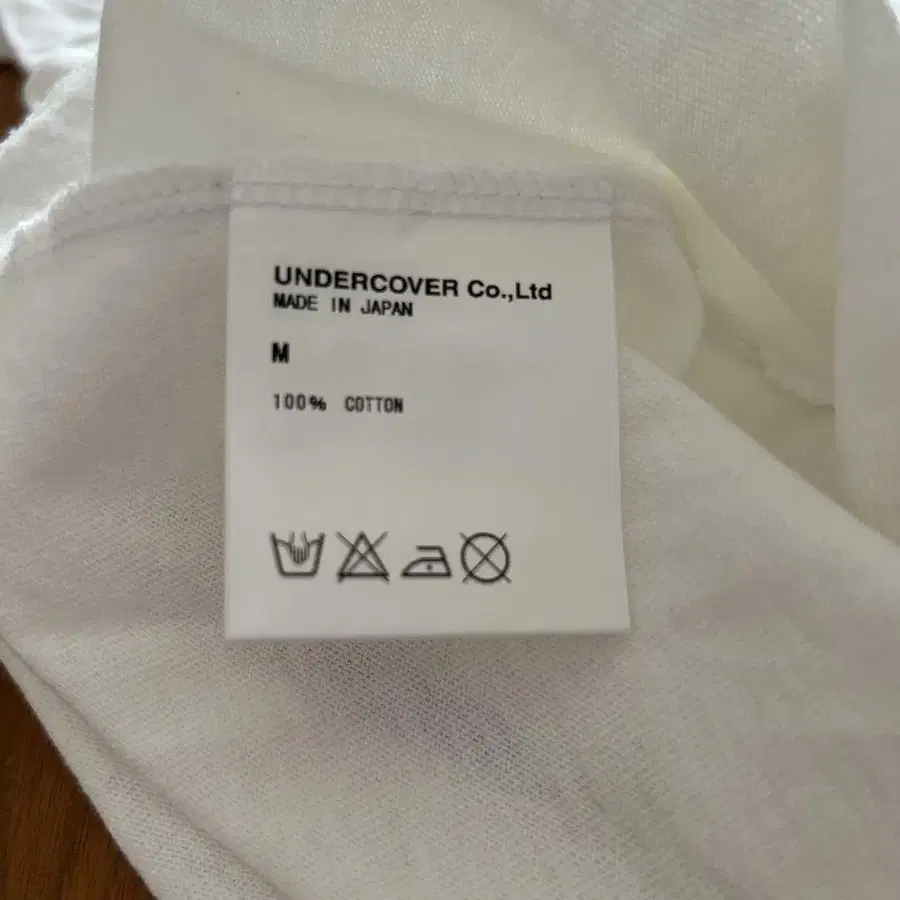 UNDERCOVER Co.,Ltd
MADE IN JAPAN
M
100% COTTON